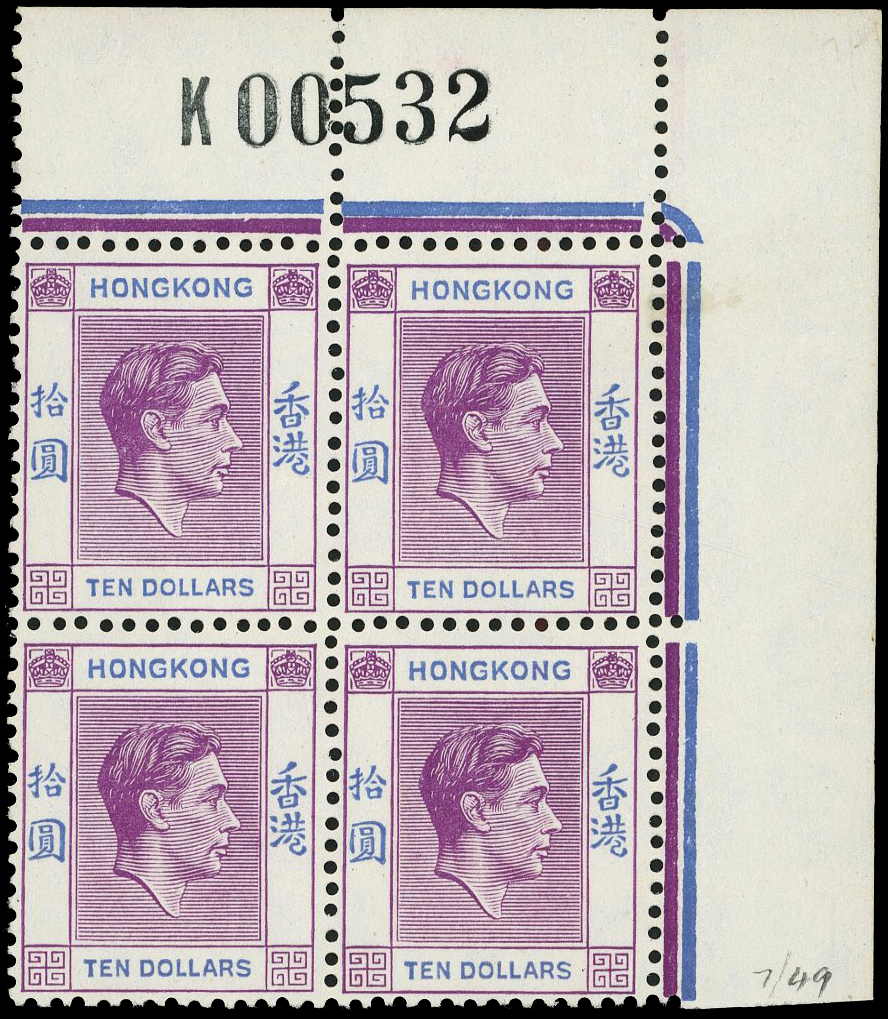 K00532
HONGKONG
拾圓
香港
TEN DOLLARS
HONGKONG
拾圓
香港
TEN DOLLARS
HONGKONG
拾圓
香港
TEN DOLLARS
HONGKONG
拾圓
香港
TEN DOLLARS
7/49